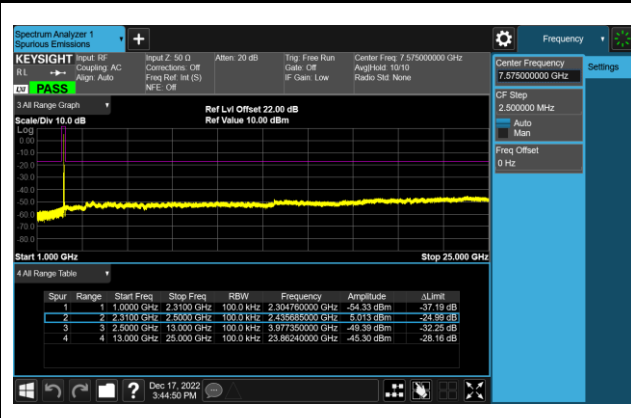 Spectrum Analyzer 1
Spurious Emissions
Frequency
KEYSIGHT Input: RF Input Z: 50 Ω Atten: 20 dB Trig: Free Run Center Freq: 7.575000000 GHz
RL Coupling: AC Corrections: Off Gate: Off Avg|Hold: 10/10
Align: Auto Freq Ref: Int (S) IF Gain: Low Radio Std: None
NFE: Off
LXI PASS
Center Frequency
7.575000000 GHz
Settings
CF Step
2.500000 MHz
Auto
Man
Freq Offset
0 Hz
3 All Range Graph
Ref Lvl Offset 22.00 dB
Scale/Div 10.0 dB Ref Value 10.00 dBm
Log
0.00
-10.0
-20.0
-30.0
-40.0
-50.0
-60.0
-70.0
-80.0
Start 1.000 GHz Stop 25.000 GHz
4 All Range Table
Spur Range Start Freq Stop Freq RBW Frequency Amplitude ΔLimit
1 1 1.0000 GHz 2.3100 GHz 100.0 kHz 2.304760000 GHz -54.33 dBm -37.19 dB
2 2 2.3100 GHz 2.5000 GHz 100.0 kHz 2.435685000 GHz 5.013 dBm -24.99 dB
3 3 2.5000 GHz 13.000 GHz 100.0 kHz 3.977350000 GHz -49.39 dBm -32.25 dB
4 4 13.000 GHz 25.000 GHz 100.0 kHz 23.86240000 GHz -45.30 dBm -28.16 dB
? Dec 17, 2022
3:44:50 PM